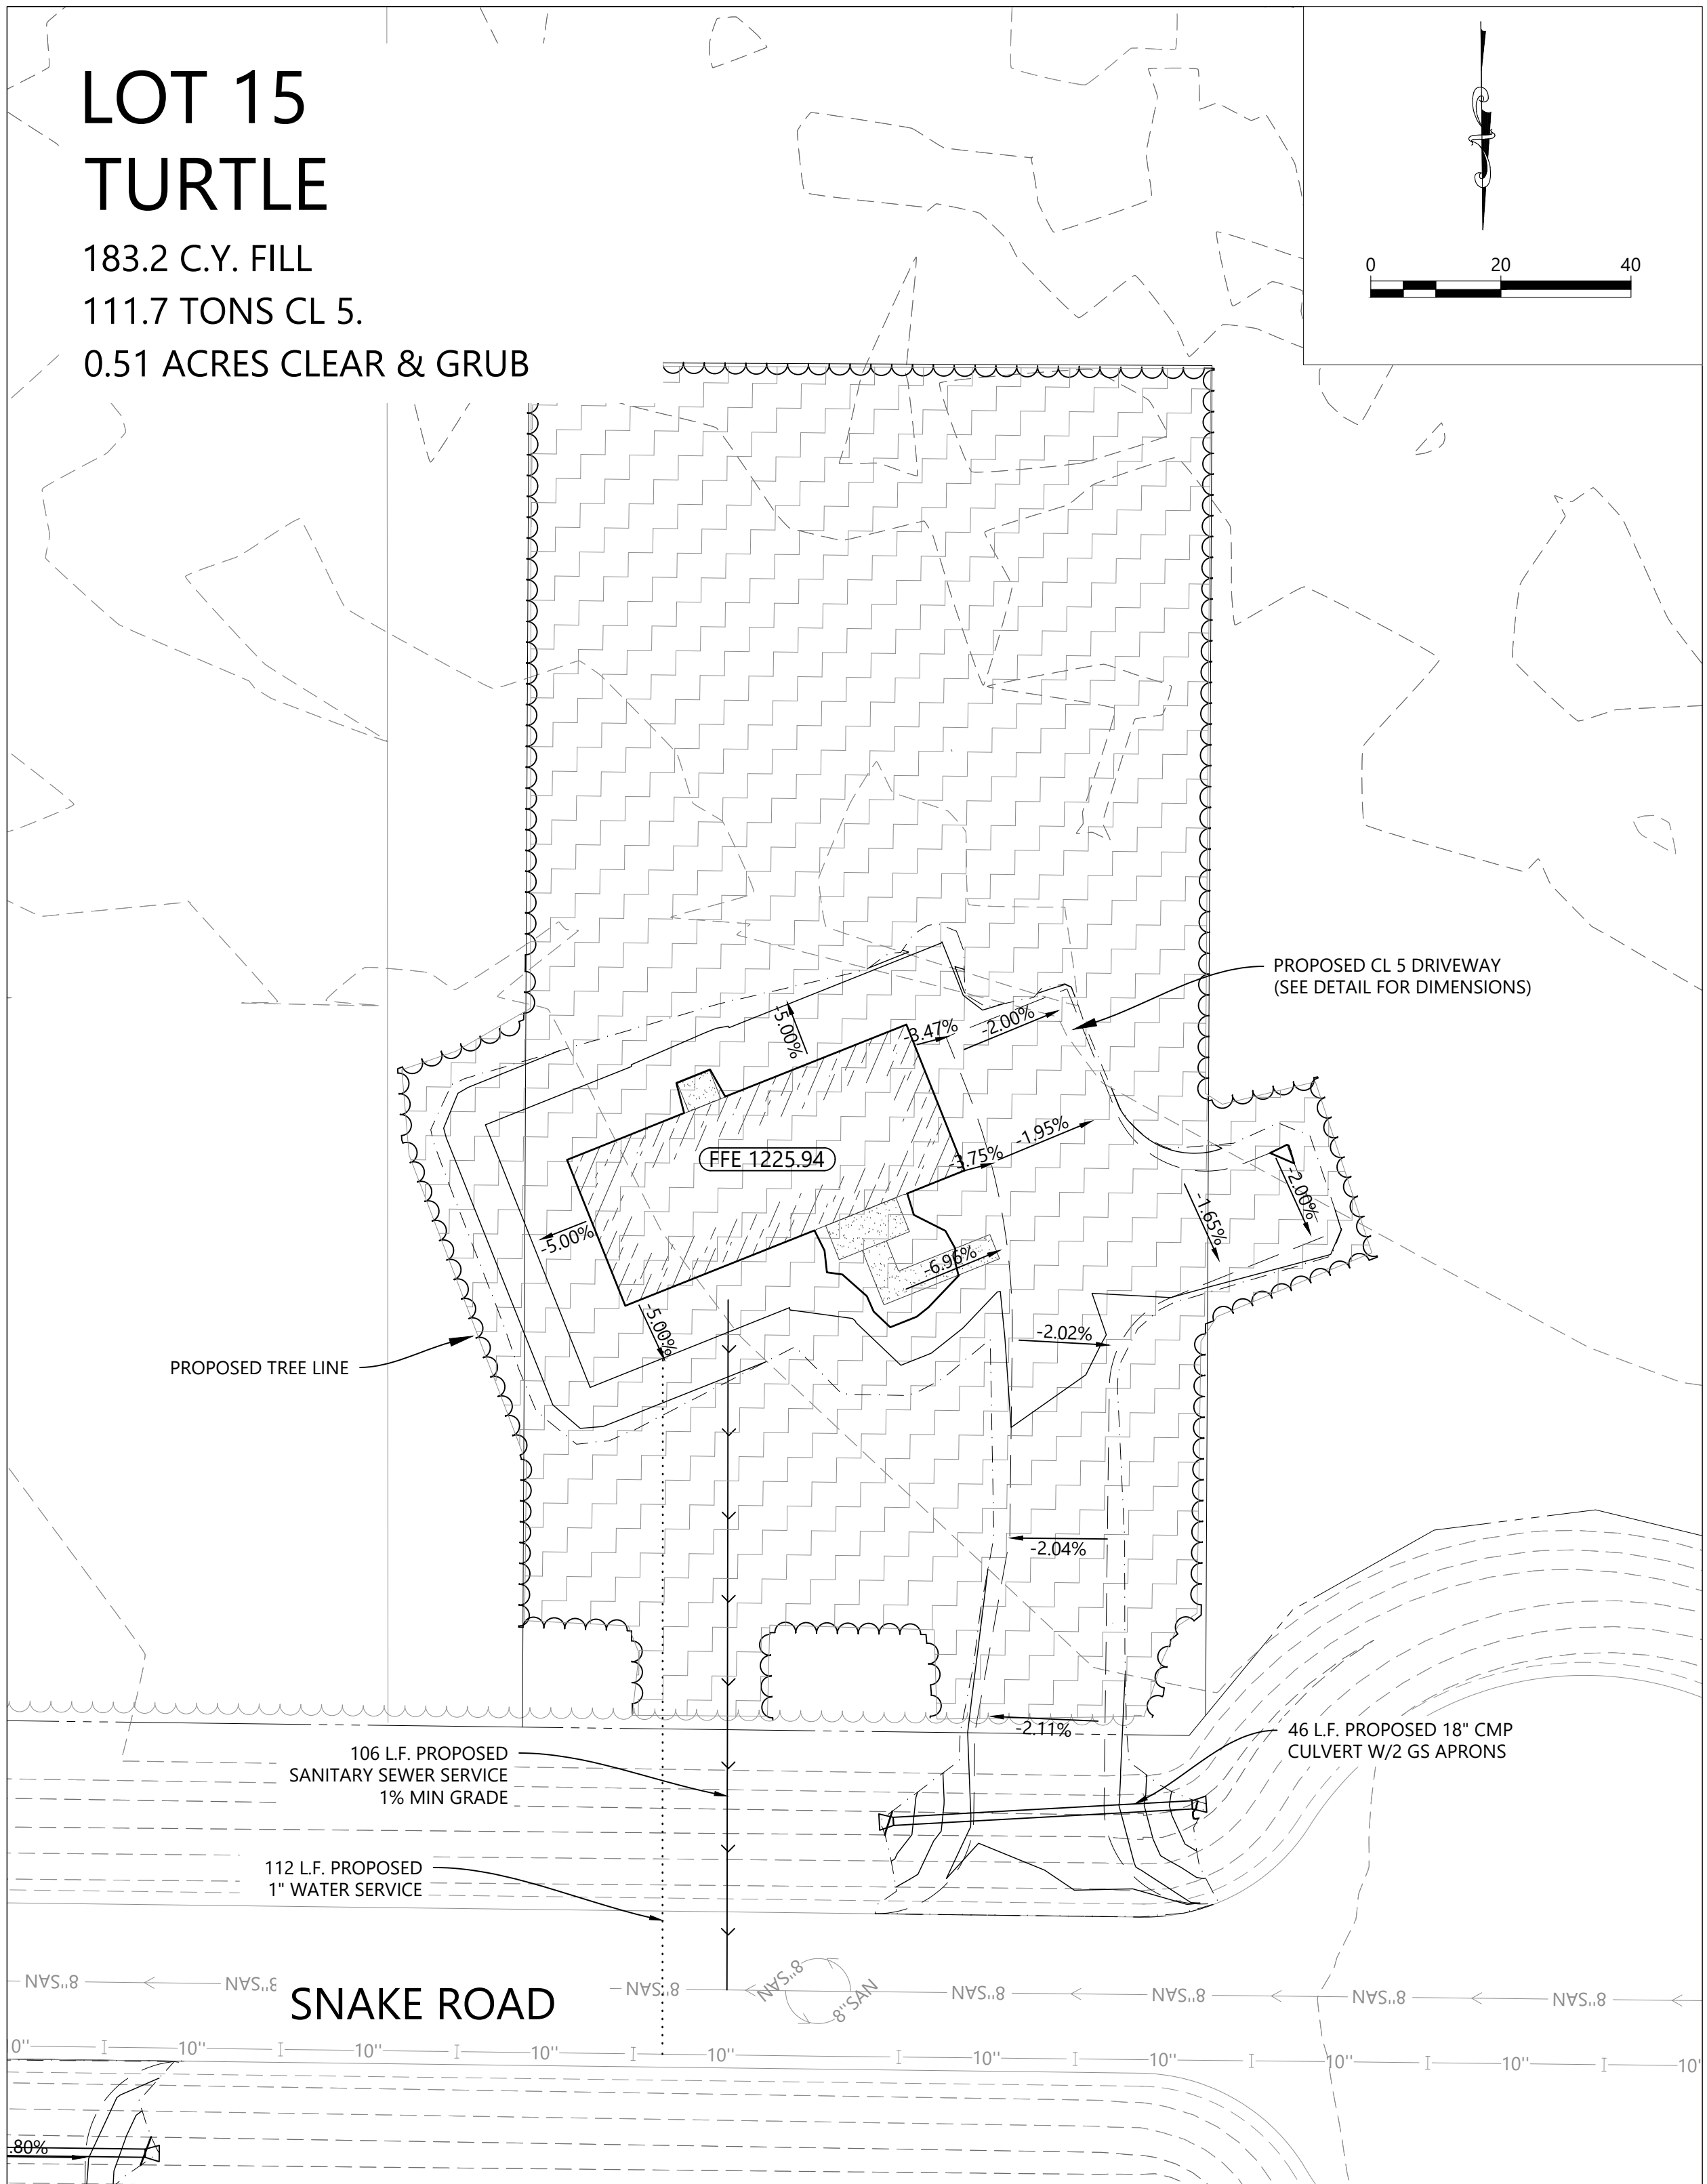 LOT 15
TURTLE
183.2 C.Y. FILL
111.7 TONS CL 5.
0.51 ACRES CLEAR & GRUB
0 20 40
PROPOSED CL 5 DRIVEWAY
(SEE DETAIL FOR DIMENSIONS)
-5.00%
-3.47%
-2.00%
-1.95%
-3.75%
FFE 1225.94
-2.00%
-1.65%
-5.00%
-6.96%
-5.00%
-2.02%
PROPOSED TREE LINE
-2.04%
-2.11%
46 L.F. PROPOSED 18" CMP
CULVERT W/2 GS APRONS
106 L.F. PROPOSED
SANITARY SEWER SERVICE
1% MIN GRADE
112 L.F. PROPOSED
1" WATER SERVICE
8"SAN 8"SAN 8"SAN 8"SAN 8"SAN 8"SAN 8"SAN 8"SAN 8"SAN
SNAKE ROAD
0" I 10" I 10" I 10" I 10" I 10" I 10" I 10" I 10" I 10'
.80%